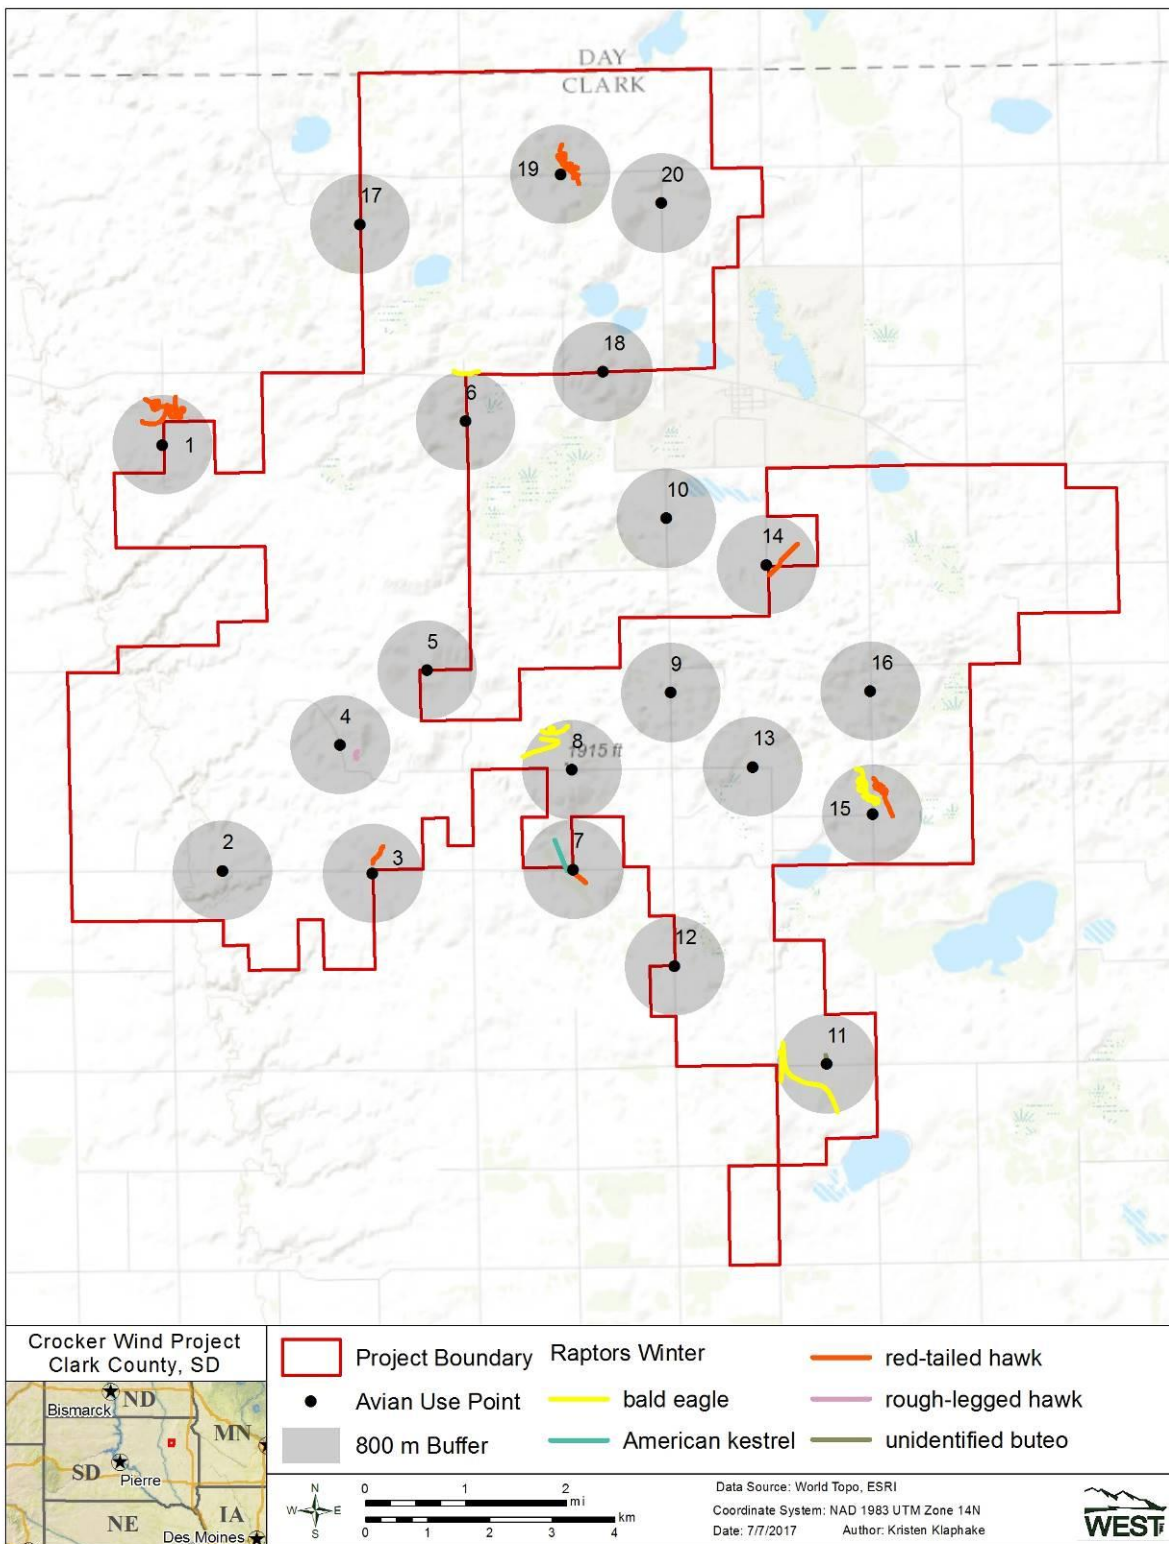 DAY
CLARK
19
20
17
18
6
1
10
14
5
9
16
4
8
1915 ft
13
15
2
3
7
12
11
Crocker Wind Project
Clark County, SD
ND
Bismarck
MN
SD
Pierre
NE
IA
Des Moines
Project Boundary
Avian Use Point
800 m Buffer
Raptors Winter
bald eagle
American kestrel
red-tailed hawk
rough-legged hawk
unidentified buteo
N
W E
S
0 1 2
mi
0 1 2 3 4
km
Data Source: World Topo, ESRI
Coordinate System: NAD 1983 UTM Zone 14N
Date: 7/7/2017 Author: Kristen Klaphake
WEST